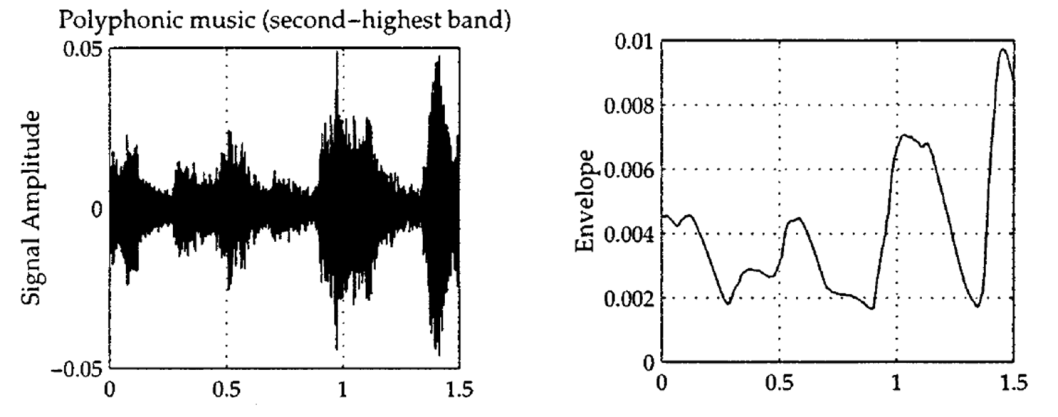 Polyphonic music (second-highest band)
0.05
0
-0.05
Signal Amplitude
0 0.5 1 1.5
0.01
0.008
0.006
0.004
0.002
0
Envelope
0 0.5 1 1.5